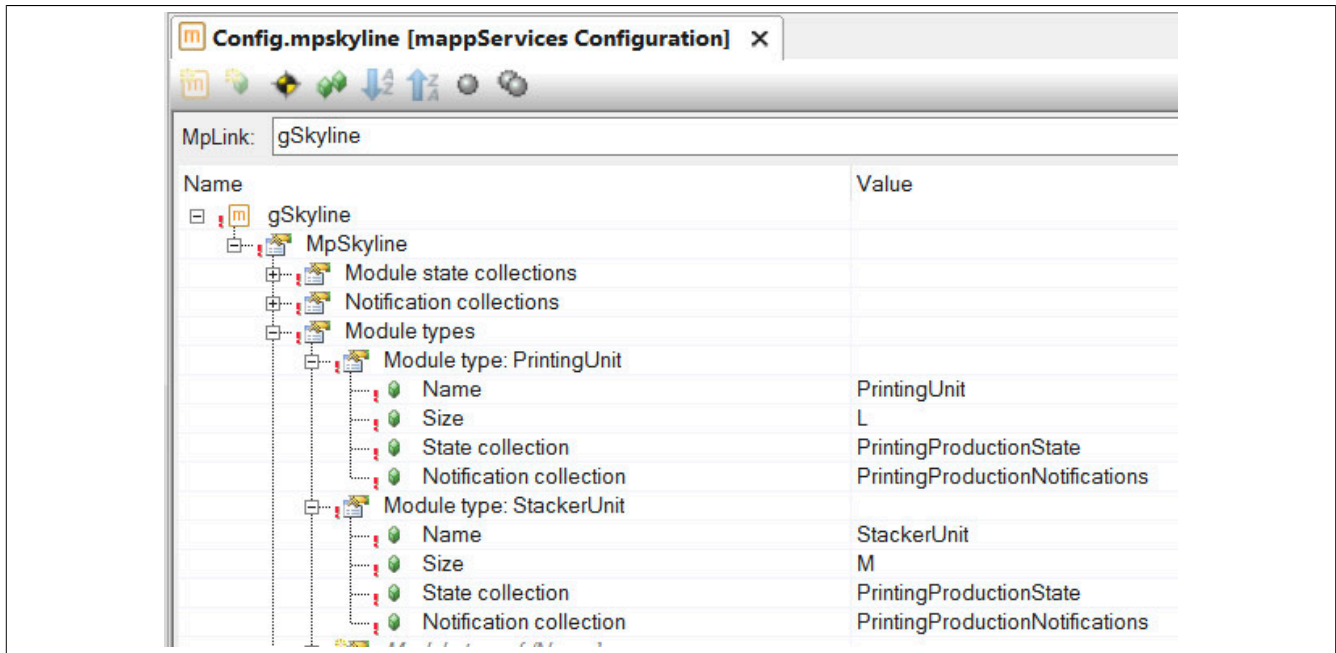 Config.mpskyline [mappServices Configuration] X
MpLink: gSkyline
Name Value
gSkyline
MpSkyline
Module state collections
Notification collections
Module types
Module type: PrintingUnit
Name PrintingUnit
Size L
State collection PrintingProductionState
Notification collection PrintingProductionNotifications
Module type: StackerUnit
Name StackerUnit
Size M
State collection PrintingProductionState
Notification collection PrintingProductionNotifications